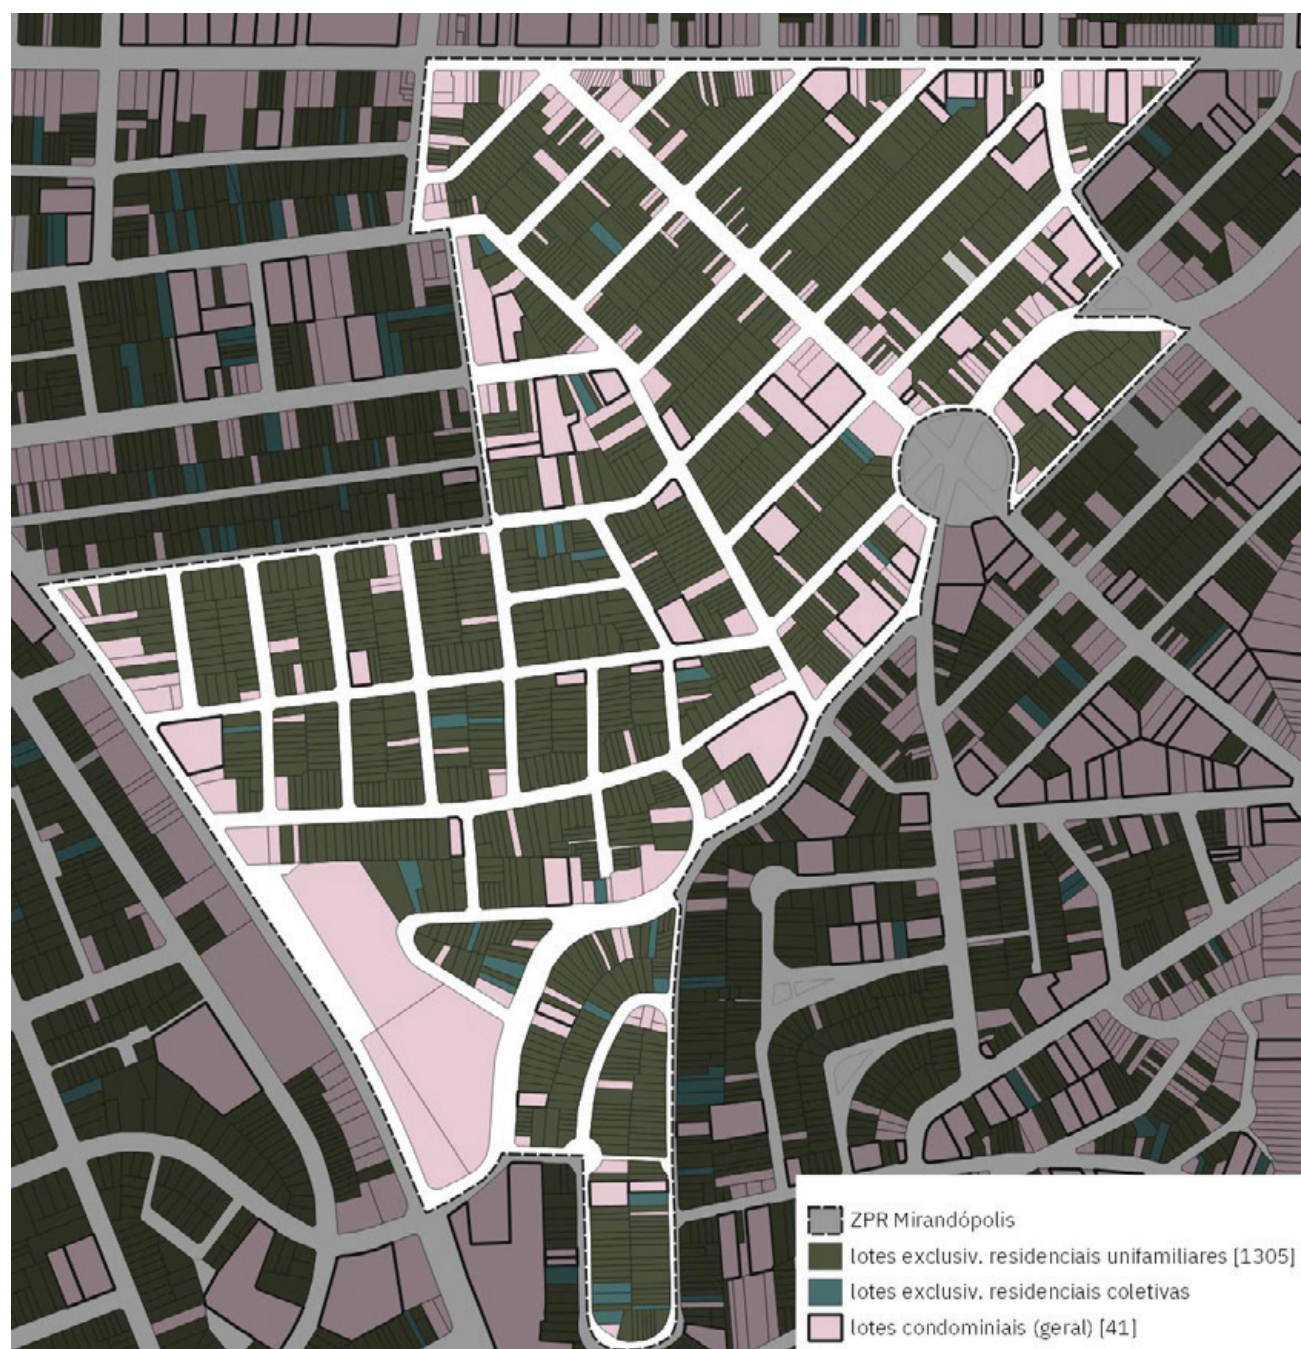 ZPR Mirandópolis
lotes exclusiv. residenciais unifamiliares [1305]
lotes exclusiv. residenciais coletivas
lotes condominiais (geral) [41]